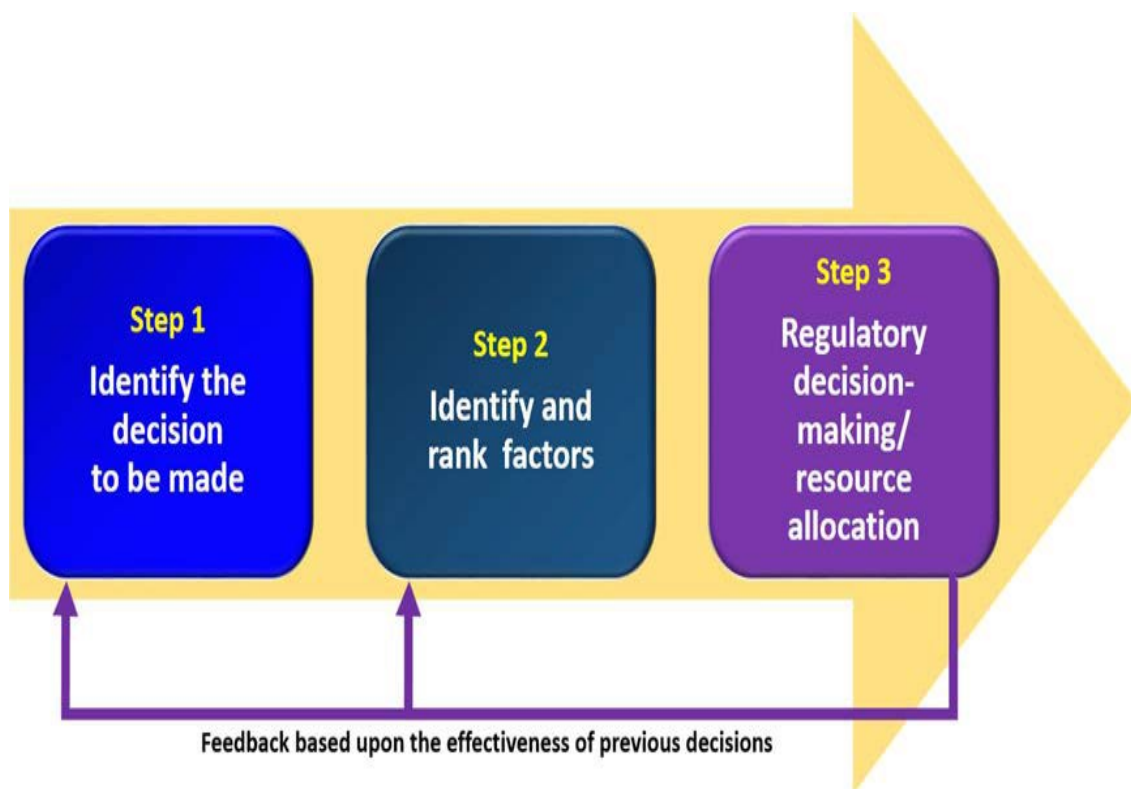 Step 1
Identify the
decision
to be made
Step 2
Identify and
rank factors
Step 3
Regulatory
decision-
making/
resource
allocation
Feedback based upon the effectiveness of previous decisions